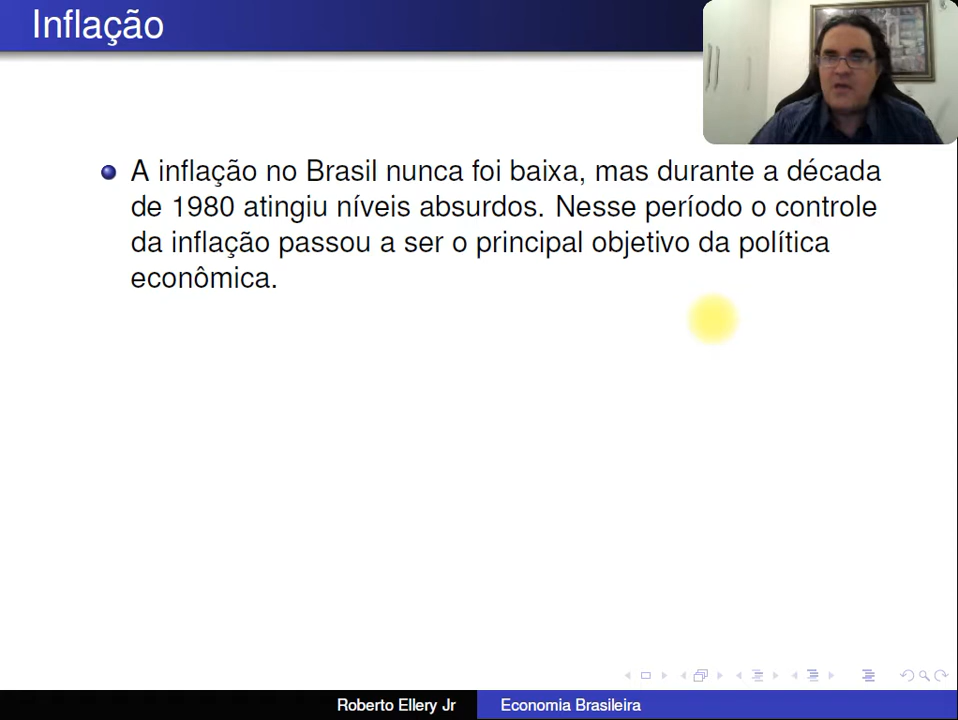 Inflação
A inflação no Brasil nunca foi baixa, mas durante a década
de 1980 atingiu níveis absurdos. Nesse período o controle
da inflação passou a ser o principal objetivo da política
econômica.
Roberto Ellery Jr
Economia Brasileira